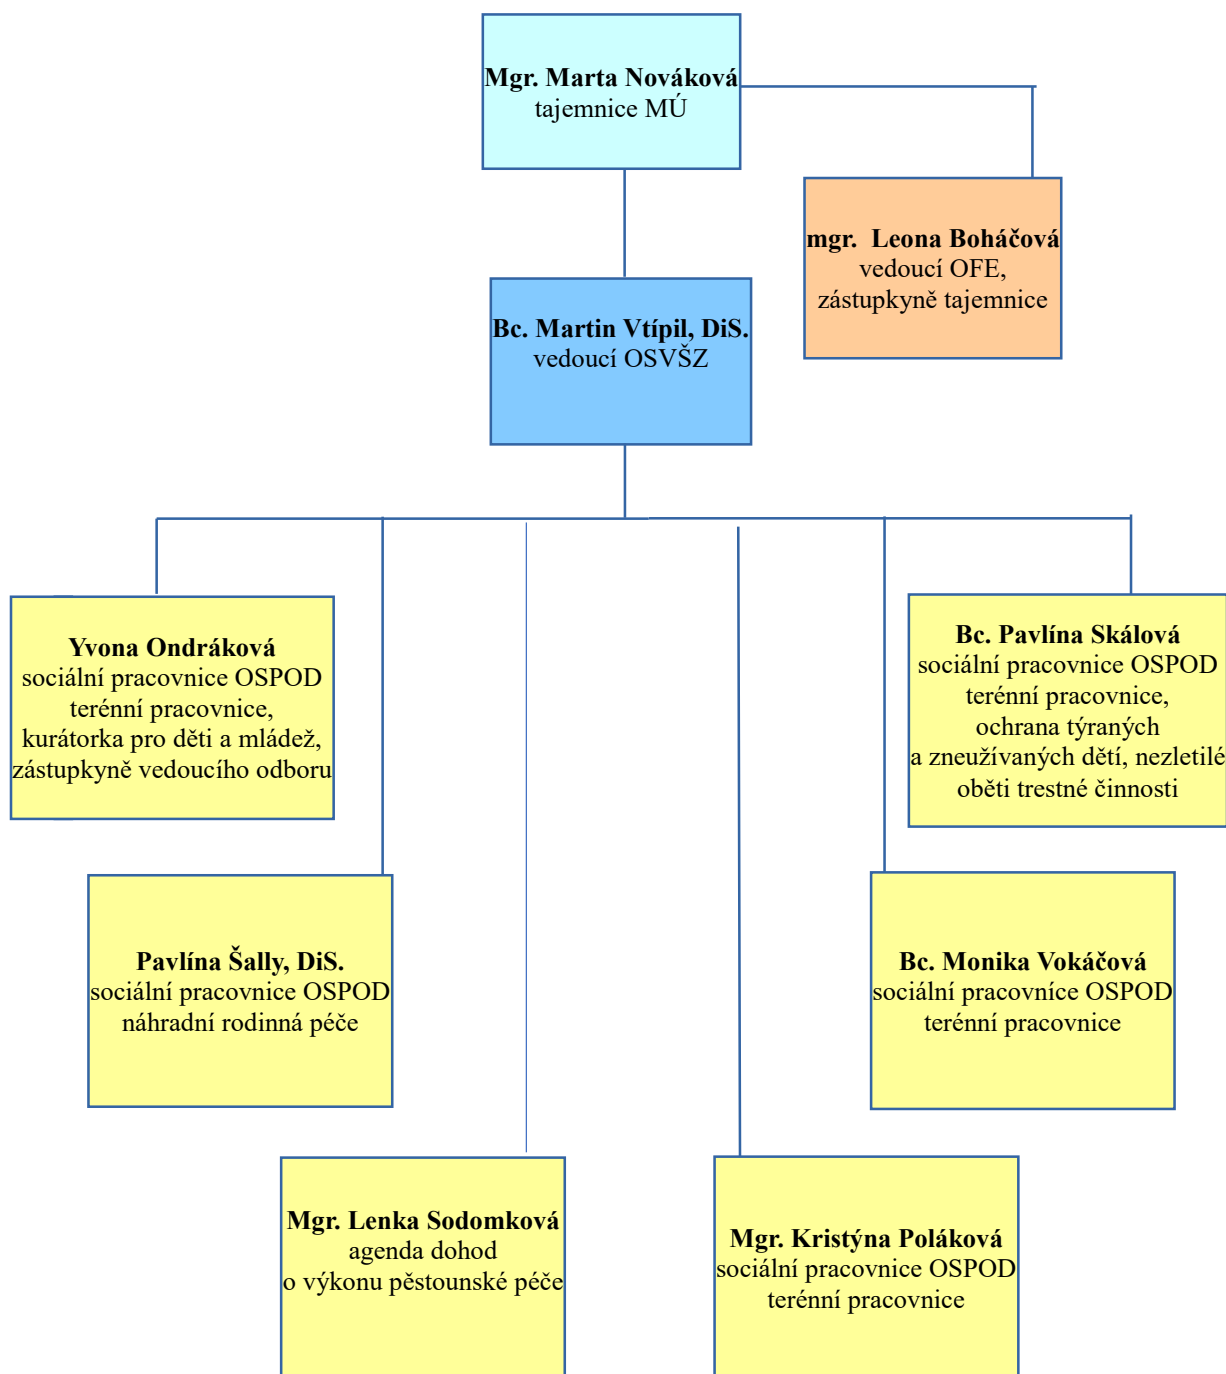 Mgr. Marta Nováková
tajemnice MÚ
mgr.  Leona Boháčová
vedoucí OFE,
zástupkyně tajemnice
Bc. Martin Vtípil, DiS.
vedoucí OSVŠZ
Yvona Ondráková
sociální pracovnice OSPOD
terénní pracovnice,
kurátorka pro děti a mládež,
zástupkyně vedoucího odboru
Bc. Pavlína Skálová
sociální pracovnice OSPOD
terénní pracovnice,
ochrana týraných
a zneužívaných dětí, nezletilé
oběti trestné činnosti
Pavlína Šally, DiS.
sociální pracovnice OSPOD
náhradní rodinná péče
Bc. Monika Vokáčová
sociální pracovníce OSPOD
terénní pracovnice
Mgr. Lenka Sodomková
agenda dohod
o výkonu pěstounské péče
Mgr. Kristýna Poláková
sociální pracovnice OSPOD
terénní pracovnice